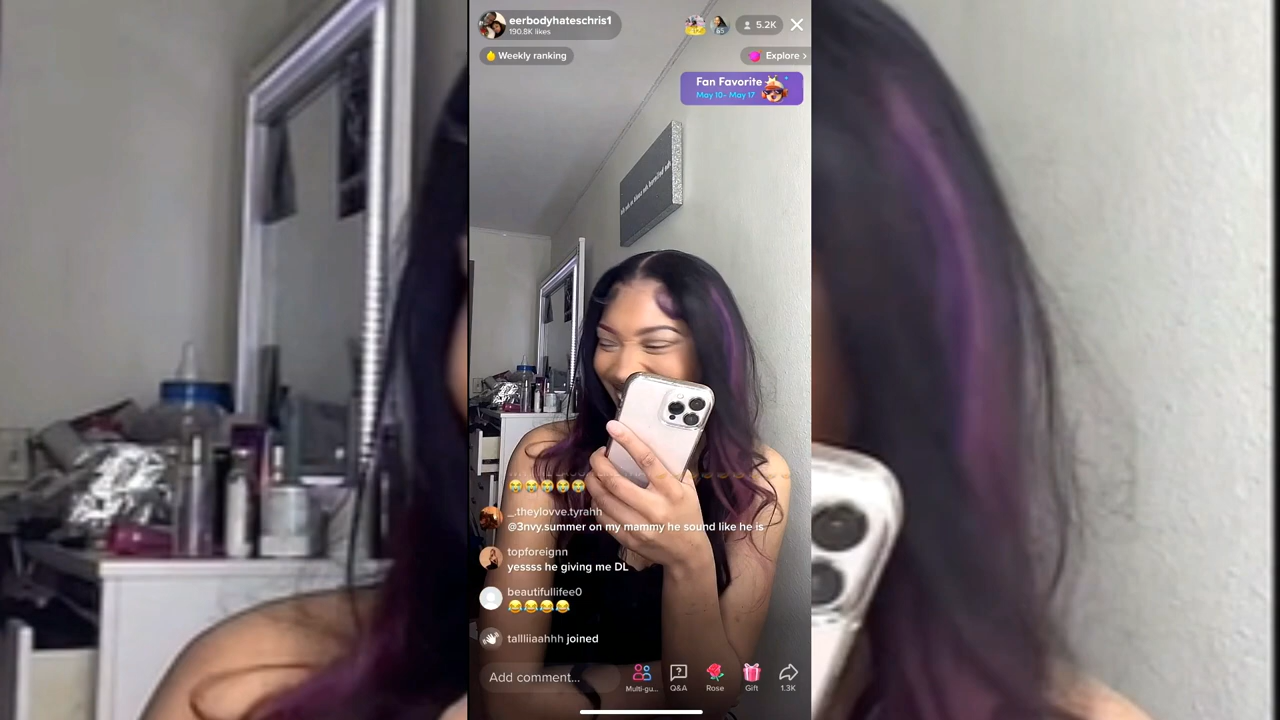 eerbodyhateschris1
190.8K likes
5.2K
Weekly ranking
Explore >
Fan Favorite
May 10- May 17
_.theylovve.tyrahh
@3nvy.summer on my mammy he sound like he is
topforeignn
yessss he giving me DL
beautifullifee0
😂😂😂😂
tallliiaahhh joined
Add comment...
Multi-gu...
Q&A
Rose
Gift
1.3K